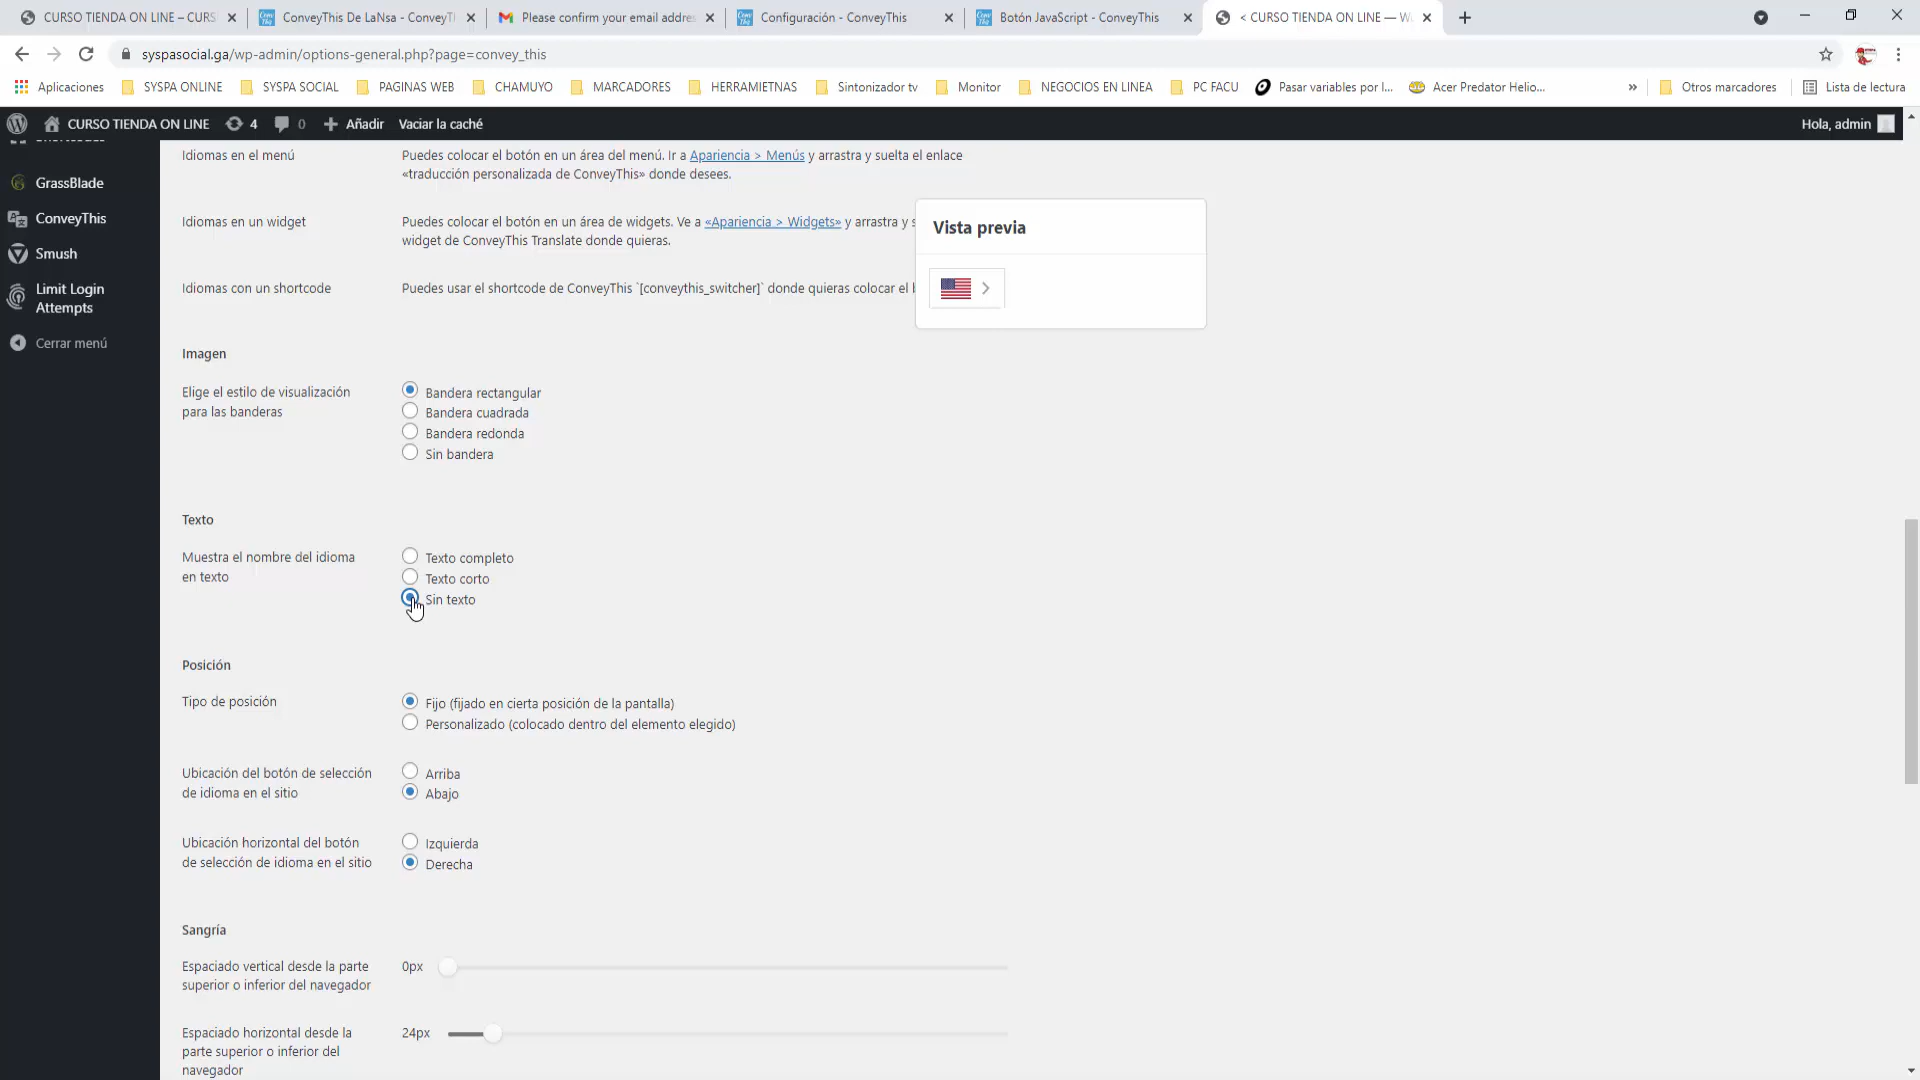 CURSO TIENDA ON LINE – CURS
ConveyThis De LaNsa - ConveyTh
Please confirm your email addres
Configuración - ConveyThis
Botón JavaScript - ConveyThis
< CURSO TIENDA ON LINE — W
syspasocial.ga/wp-admin/options-general.php?page=convey_this
Aplicaciones
SYSPA ONLINE
SYSPA SOCIAL
PAGINAS WEB
CHAMUYO
MARCADORES
HERRAMIETNAS
Sintonizador tv
Monitor
NEGOCIOS EN LINEA
PC FACU
Pasar variables por l...
Acer Predator Helio...
»
Otros marcadores
Lista de lectura
CURSO TIENDA ON LINE
4
0
Añadir
Vaciar la caché
Hola, admin
GrassBlade
ConveyThis
Smush
Limit Login
Attempts
Cerrar menú
Idiomas en el menú
Puedes colocar el botón en un área del menú. Ir a Apariencia > Menús y arrastra y suelta el enlace
«traducción personalizada de ConveyThis» donde desees.
Idiomas en un widget
Puedes colocar el botón en un área de widgets. Ve a «Apariencia > Widgets» y arrastra y s
widget de ConveyThis Translate donde quieras.
Idiomas con un shortcode
Puedes usar el shortcode de ConveyThis `[conveythis_switcher]` donde quieras colocar el b
Vista previa
Imagen
Elige el estilo de visualización
para las banderas
Bandera rectangular
Bandera cuadrada
Bandera redonda
Sin bandera
Texto
Muestra el nombre del idioma
en texto
Texto completo
Texto corto
Sin texto
Posición
Tipo de posición
Fijo (fijado en cierta posición de la pantalla)
Personalizado (colocado dentro del elemento elegido)
Ubicación del botón de selección
de idioma en el sitio
Arriba
Abajo
Ubicación horizontal del botón
de selección de idioma en el sitio
Izquierda
Derecha
Sangría
Espaciado vertical desde la parte
superior o inferior del navegador
0px
Espaciado horizontal desde la
parte superior o inferior del
navegador
24px